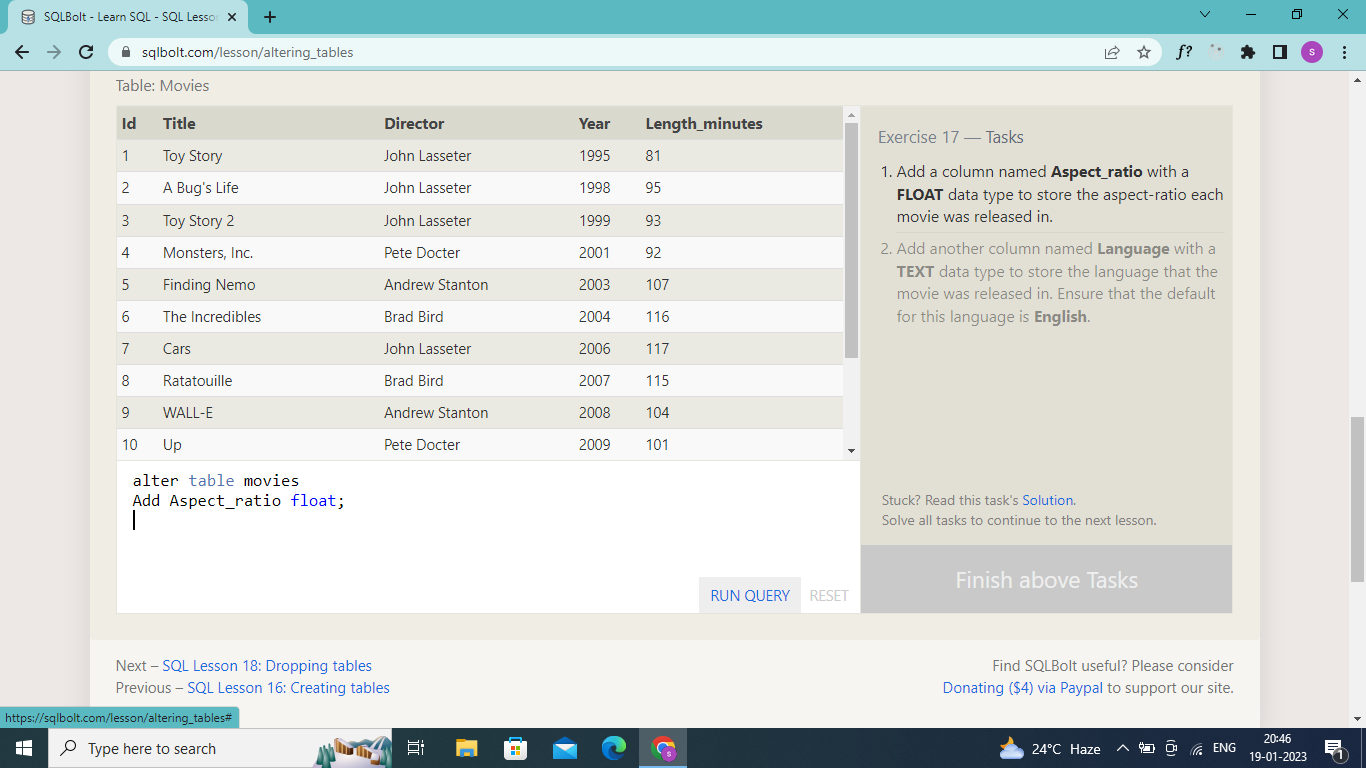 SQLBolt - Learn SQL - SQL Lesson
sqlbolt.com/lesson/altering_tables
f?
s
Table: Movies
Id Title Director Year Length_minutes
1 Toy Story John Lasseter 1995 81
2 A Bug's Life John Lasseter 1998 95
3 Toy Story 2 John Lasseter 1999 93
4 Monsters, Inc. Pete Docter 2001 92
5 Finding Nemo Andrew Stanton 2003 107
6 The Incredibles Brad Bird 2004 116
7 Cars John Lasseter 2006 117
8 Ratatouille Brad Bird 2007 115
9 WALL-E Andrew Stanton 2008 104
10 Up Pete Docter 2009 101
alter table movies
Add Aspect_ratio float;
RUN QUERY RESET
Exercise 17 — Tasks
1. Add a column named Aspect_ratio with a
FLOAT data type to store the aspect-ratio each
movie was released in.
2. Add another column named Language with a
TEXT data type to store the language that the
movie was released in. Ensure that the default
for this language is English.
Stuck? Read this task's Solution.
Solve all tasks to continue to the next lesson.
Finish above Tasks
Next – SQL Lesson 18: Dropping tables
Previous – SQL Lesson 16: Creating tables
Find SQLBolt useful? Please consider
Donating ($4) via Paypal to support our site.
https://sqlbolt.com/lesson/altering_tables#
Type here to search
s
24°C Haze
ENG
20:46
19-01-2023
1